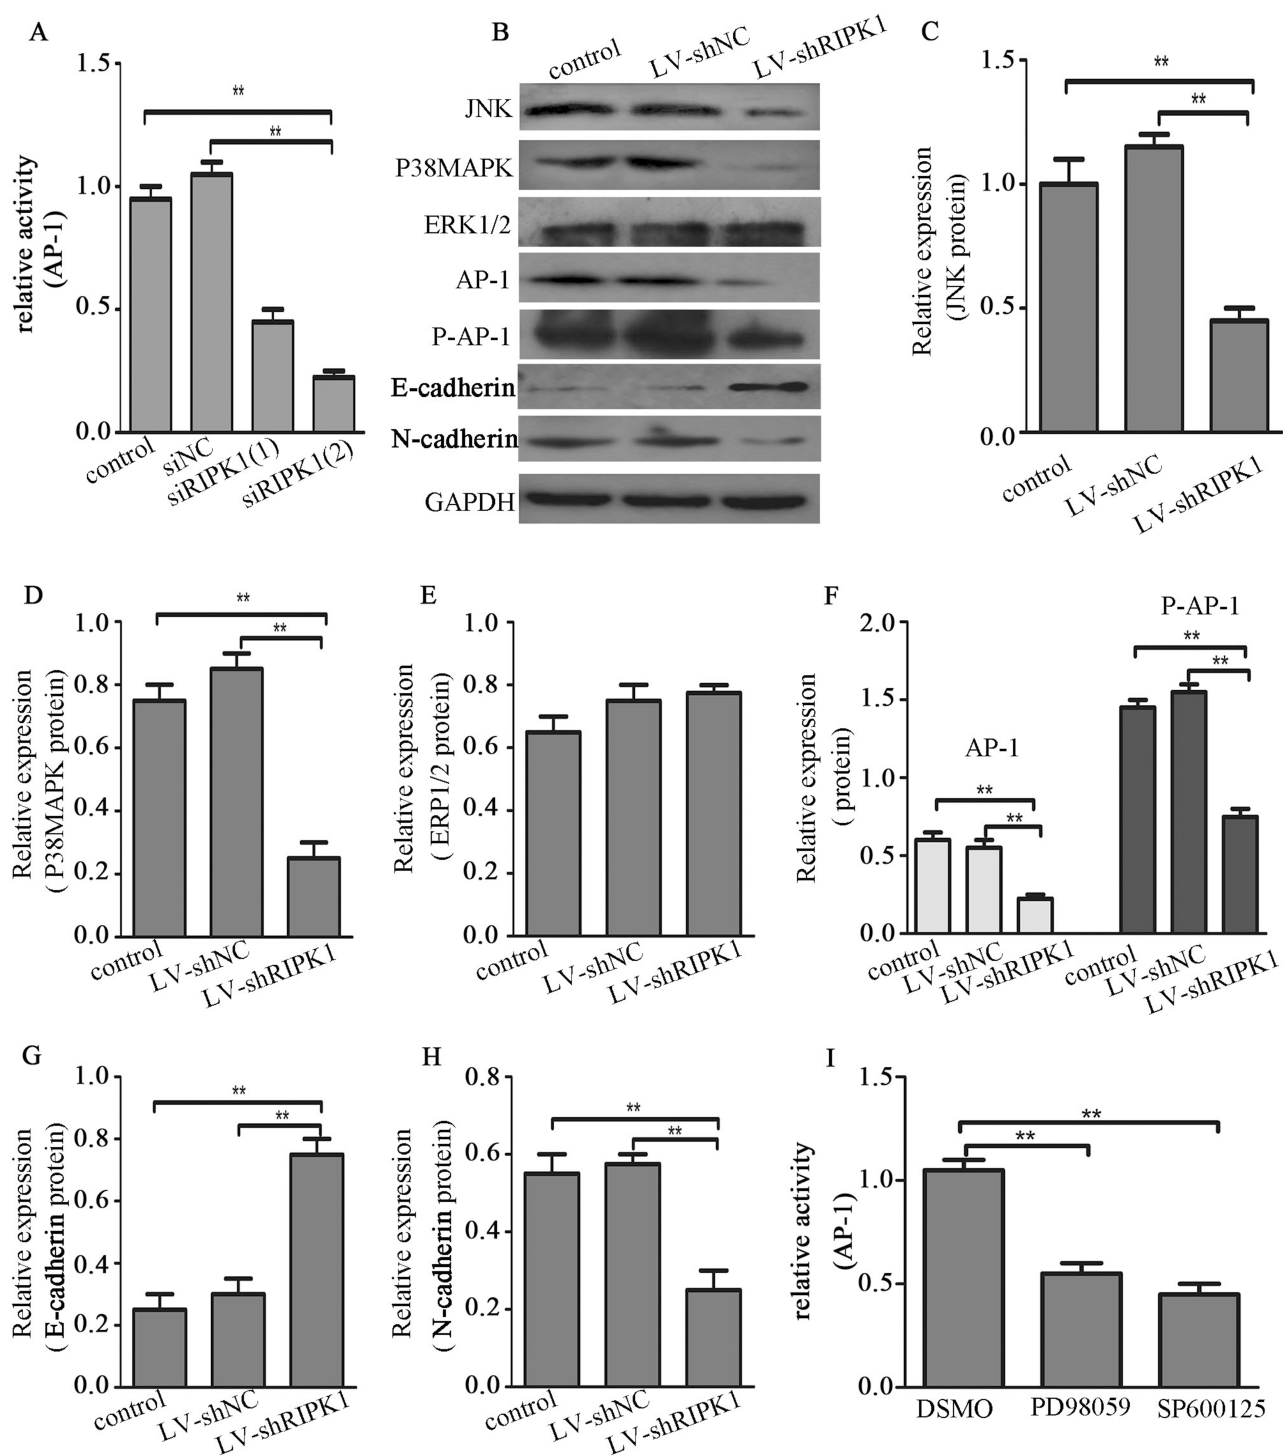 A
1.5
1.0
0.5
0.0
relative activity
(AP-1)
**
**
control
siNC
siRIPK1(1)
siRIPK1(2)
B
control
LV-shNC
LV-shRIPK1
JNK
P38MAPK
ERK1/2
AP-1
P-AP-1
E-cadherin
N-cadherin
GAPDH
C
1.5
1.0
0.5
0.0
Relative expression
(JNK protein)
**
**
control
LV-shNC
LV-shRIPK1
D
1.0
0.8
0.6
0.4
0.2
0.0
Relative expression
( P38MAPK protein)
**
**
control
LV-shNC
LV-shRIPK1
E
1.0
0.8
0.6
0.4
0.2
0.0
Relative expression
( ERP1/2 protein)
control
LV-shNC
LV-shRIPK1
F
2.0
1.5
1.0
0.5
0.0
Relative expression
( protein)
AP-1
**
**
P-AP-1
**
**
control
LV-shNC
LV-shRIPK1
control
LV-shNC
LV-shRIPK1
G
1.0
0.8
0.6
0.4
0.2
0.0
Relative expression
( E-cadherin protein)
**
**
control
LV-shNC
LV-shRIPK1
H
0.8
0.6
0.4
0.2
0.0
Relative expression
( N-cadherin protein)
**
**
control
LV-shNC
LV-shRIPK1
I
1.5
1.0
0.5
0.0
relative activity
(AP-1)
**
**
DSMO
PD98059
SP600125